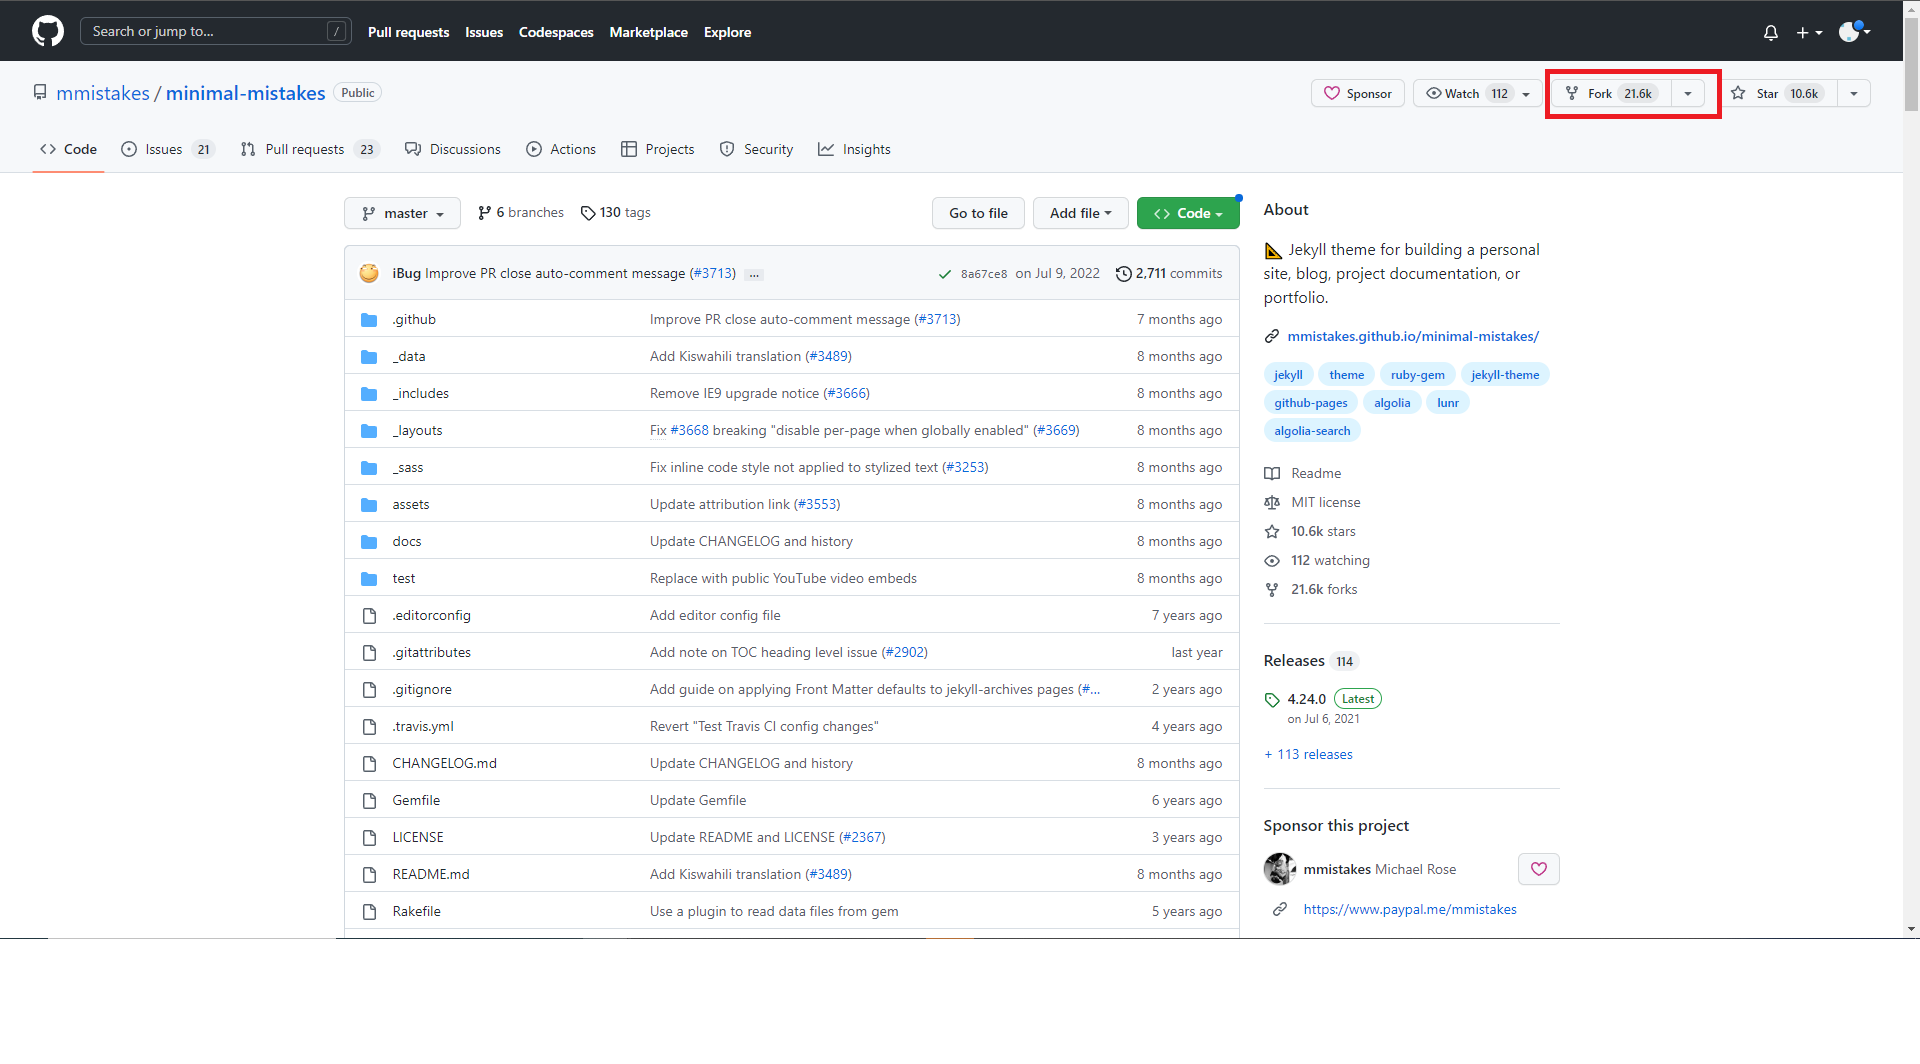 Search or jump to... /
Pull requests Issues Codespaces Marketplace Explore
mmistakes / minimal-mistakes Public
Sponsor Watch 112 Fork 21.6k Star 10.6k
Code Issues 21 Pull requests 23 Discussions Actions Projects Security Insights
master 6 branches 130 tags Go to file Add file Code
iBug Improve PR close auto-comment message (#3713) ... 8a67ce8 on Jul 9, 2022 2,711 commits
.github Improve PR close auto-comment message (#3713) 7 months ago
_data Add Kiswahili translation (#3489) 8 months ago
_includes Remove IE9 upgrade notice (#3666) 8 months ago
_layouts Fix #3668 breaking "disable per-page when globally enabled" (#3669) 8 months ago
_sass Fix inline code style not applied to stylized text (#3253) 8 months ago
assets Update attribution link (#3553) 8 months ago
docs Update CHANGELOG and history 8 months ago
test Replace with public YouTube video embeds 8 months ago
.editorconfig Add editor config file 7 years ago
.gitattributes Add note on TOC heading level issue (#2902) last year
.gitignore Add guide on applying Front Matter defaults to jekyll-archives pages (#... 2 years ago
.travis.yml Revert "Test Travis CI config changes" 4 years ago
CHANGELOG.md Update CHANGELOG and history 8 months ago
Gemfile Update Gemfile 6 years ago
LICENSE Update README and LICENSE (#2367) 3 years ago
README.md Add Kiswahili translation (#3489) 8 months ago
Rakefile Use a plugin to read data files from gem 5 years ago
About
Jekyll theme for building a personal
site, blog, project documentation, or
portfolio.
mmistakes.github.io/minimal-mistakes/
jekyll theme ruby-gem jekyll-theme
github-pages algolia lunr
algolia-search
Readme
MIT license
10.6k stars
112 watching
21.6k forks
Releases 114
4.24.0 Latest
on Jul 6, 2021
+ 113 releases
Sponsor this project
mmistakes Michael Rose
https://www.paypal.me/mmistakes